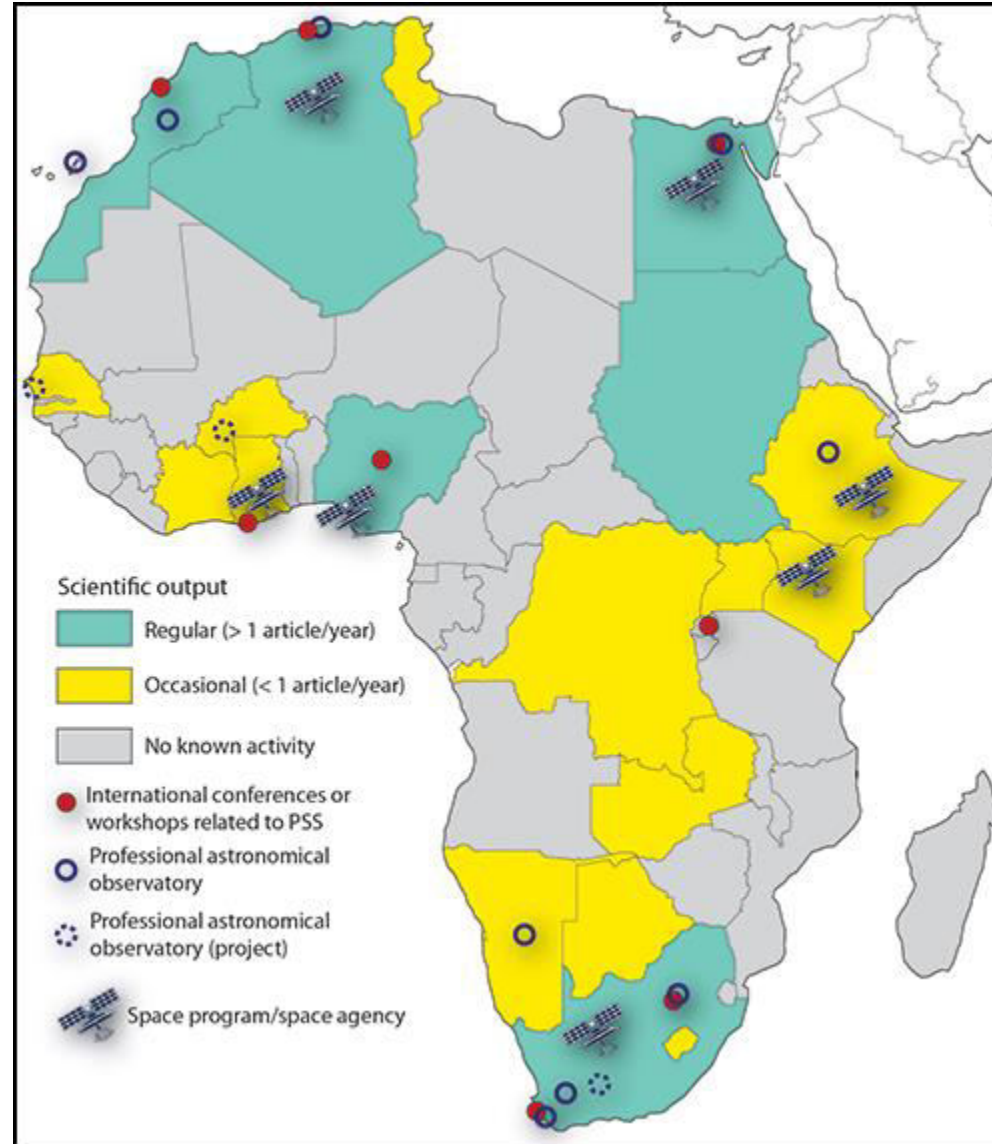 Scientific output
Regular (> 1 article/year)
Occasional (< 1 article/year)
No known activity
International conferences or
workshops related to PSS
Professional astronomical
observatory
Professional astronomical
observatory (project)
Space program/space agency